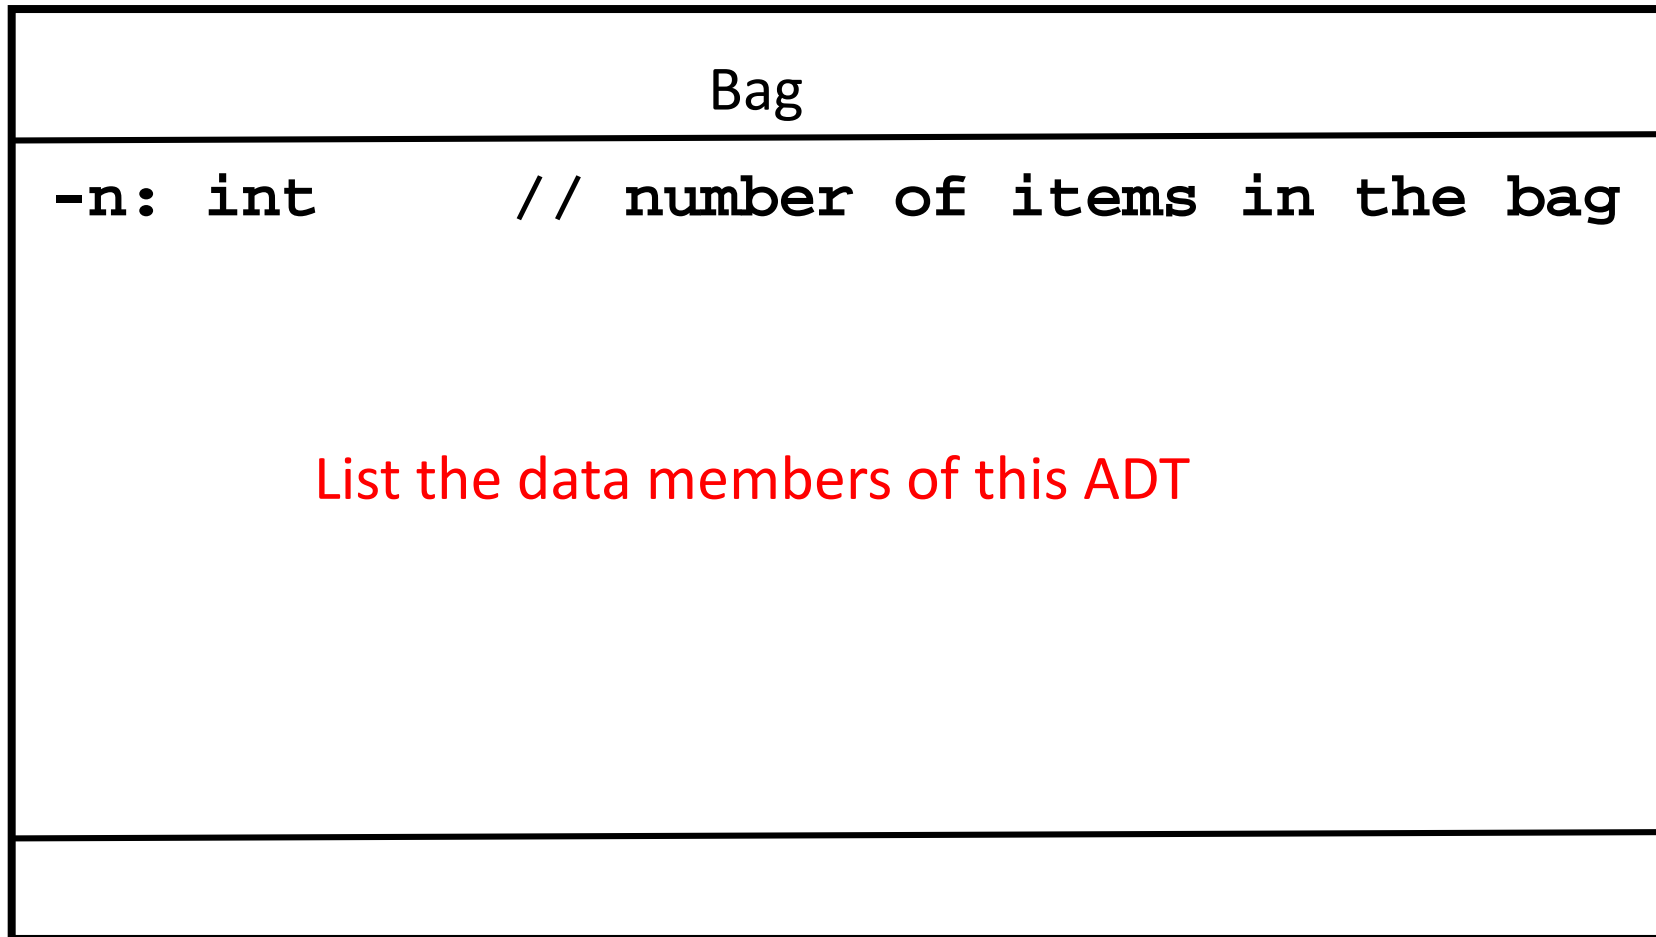 Bag
-n: int // number of items in the bag
List the data members of this ADT